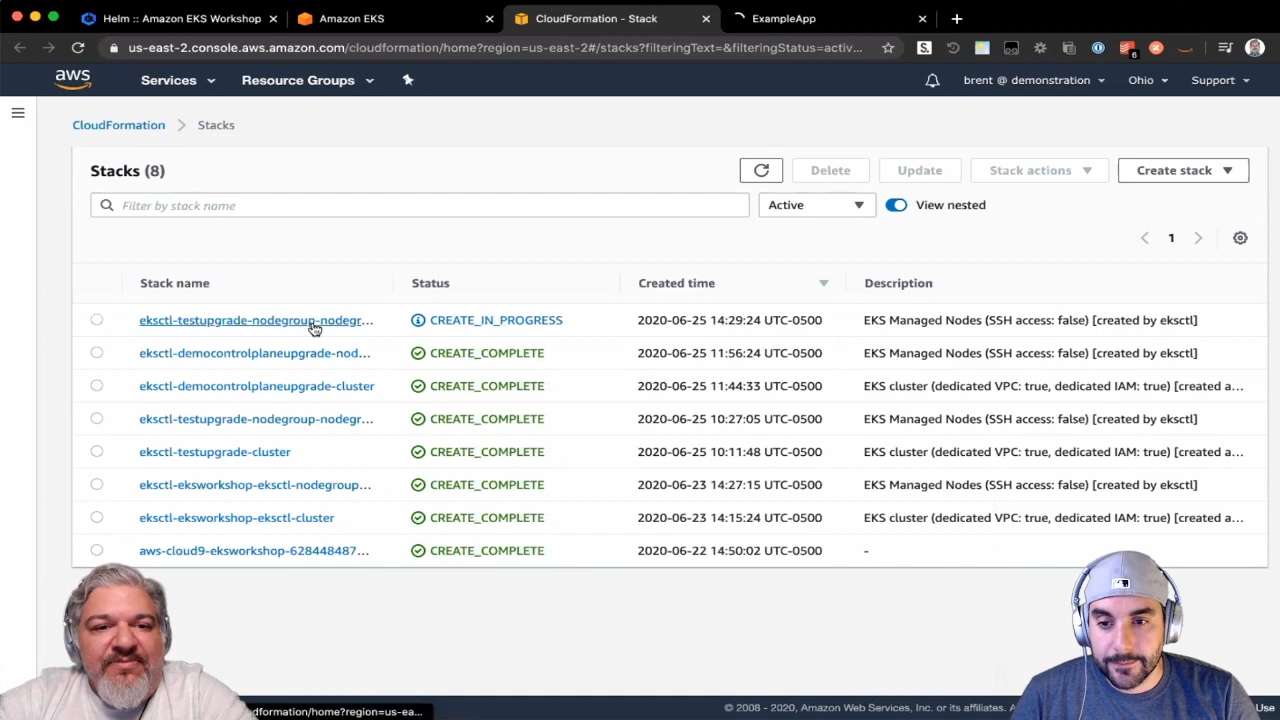 Helm :: Amazon EKS Workshop
Amazon EKS
CloudFormation - Stack
ExampleApp
us-east-2.console.aws.amazon.com/cloudformation/home?region=us-east-2#/stacks?filteringText=&filteringStatus=activ...
6
aws
Services
Resource Groups
brent @ demonstration
Ohio
Support
CloudFormation
Stacks
Stacks (8)
Delete
Update
Stack actions
Create stack
Filter by stack name
Active
View nested
1
Stack name
Status
Created time
Description
eksctl-testupgrade-nodegroup-nodegr...
CREATE_IN_PROGRESS
2020-06-25 14:29:24 UTC-0500
EKS Managed Nodes (SSH access: false) [created by eksctl]
eksctl-democontrolplaneupgrade-nod...
CREATE_COMPLETE
2020-06-25 11:56:24 UTC-0500
EKS Managed Nodes (SSH access: false) [created by eksctl]
eksctl-democontrolplaneupgrade-cluster
CREATE_COMPLETE
2020-06-25 11:44:33 UTC-0500
EKS cluster (dedicated VPC: true, dedicated IAM: true) [created a...
eksctl-testupgrade-nodegroup-nodegr...
CREATE_COMPLETE
2020-06-25 10:27:05 UTC-0500
EKS Managed Nodes (SSH access: false) [created by eksctl]
eksctl-testupgrade-cluster
CREATE_COMPLETE
2020-06-25 10:11:48 UTC-0500
EKS cluster (dedicated VPC: true, dedicated IAM: true) [created a...
eksctl-eksworkshop-eksctl-nodegroup...
CREATE_COMPLETE
2020-06-23 14:27:15 UTC-0500
EKS Managed Nodes (SSH access: false) [created by eksctl]
eksctl-eksworkshop-eksctl-cluster
CREATE_COMPLETE
2020-06-23 14:15:24 UTC-0500
EKS cluster (dedicated VPC: true, dedicated IAM: true) [created a...
aws-cloud9-eksworkshop-628448487...
CREATE_COMPLETE
2020-06-22 14:50:02 UTC-0500
-
dformation/home?region=us-ea...
© 2008 - 2020, Amazon Web Services, Inc. or its
Use